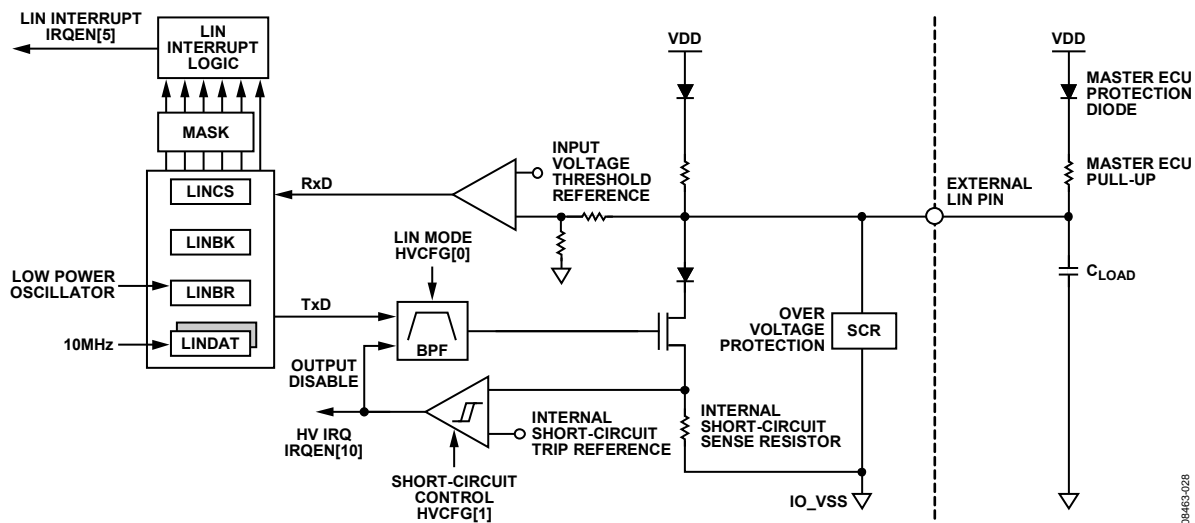 LIN INTERRUPT
IRQEN[5]
LIN
INTERRUPT
LOGIC
MASK
LINCS
LINBK
LINBR
LINDAT
LOW POWER
OSCILLATOR
10MHz
RxD
TxD
INPUT
VOLTAGE
THRESHOLD
REFERENCE
LIN MODE
HVCFG[0]
BPF
OUTPUT
DISABLE
HV IRQ
IRQEN[10]
SHORT-CIRCUIT
CONTROL
HVCFG[1]
INTERNAL
SHORT-CIRCUIT
TRIP REFERENCE
VDD
INTERNAL
SHORT-CIRCUIT
SENSE RESISTOR
OVER
VOLTAGE
PROTECTION
SCR
IO_VSS
EXTERNAL
LIN PIN
VDD
MASTER ECU
PROTECTION
DIODE
MASTER ECU
PULL-UP
CLOAD
08463-028